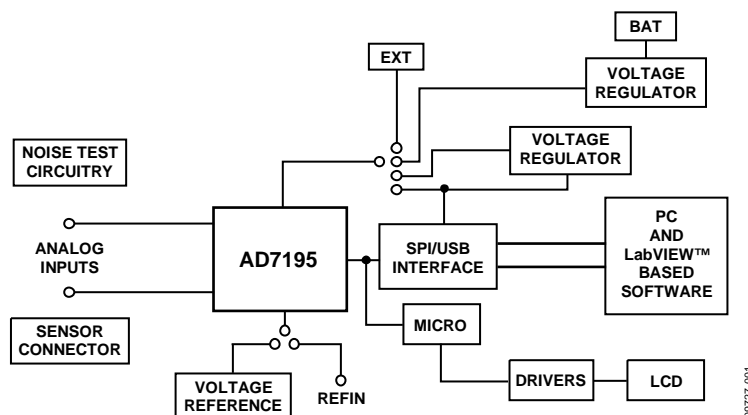 BAT
EXT
VOLTAGE
REGULATOR
VOLTAGE
REGULATOR
NOISE TEST
CIRCUITRY
ANALOG
INPUTS
AD7195
SPI/USB
INTERFACE
PC
AND
LabVIEW™
BASED
SOFTWARE
SENSOR
CONNECTOR
MICRO
VOLTAGE
REFERENCE
REFIN
DRIVERS
LCD